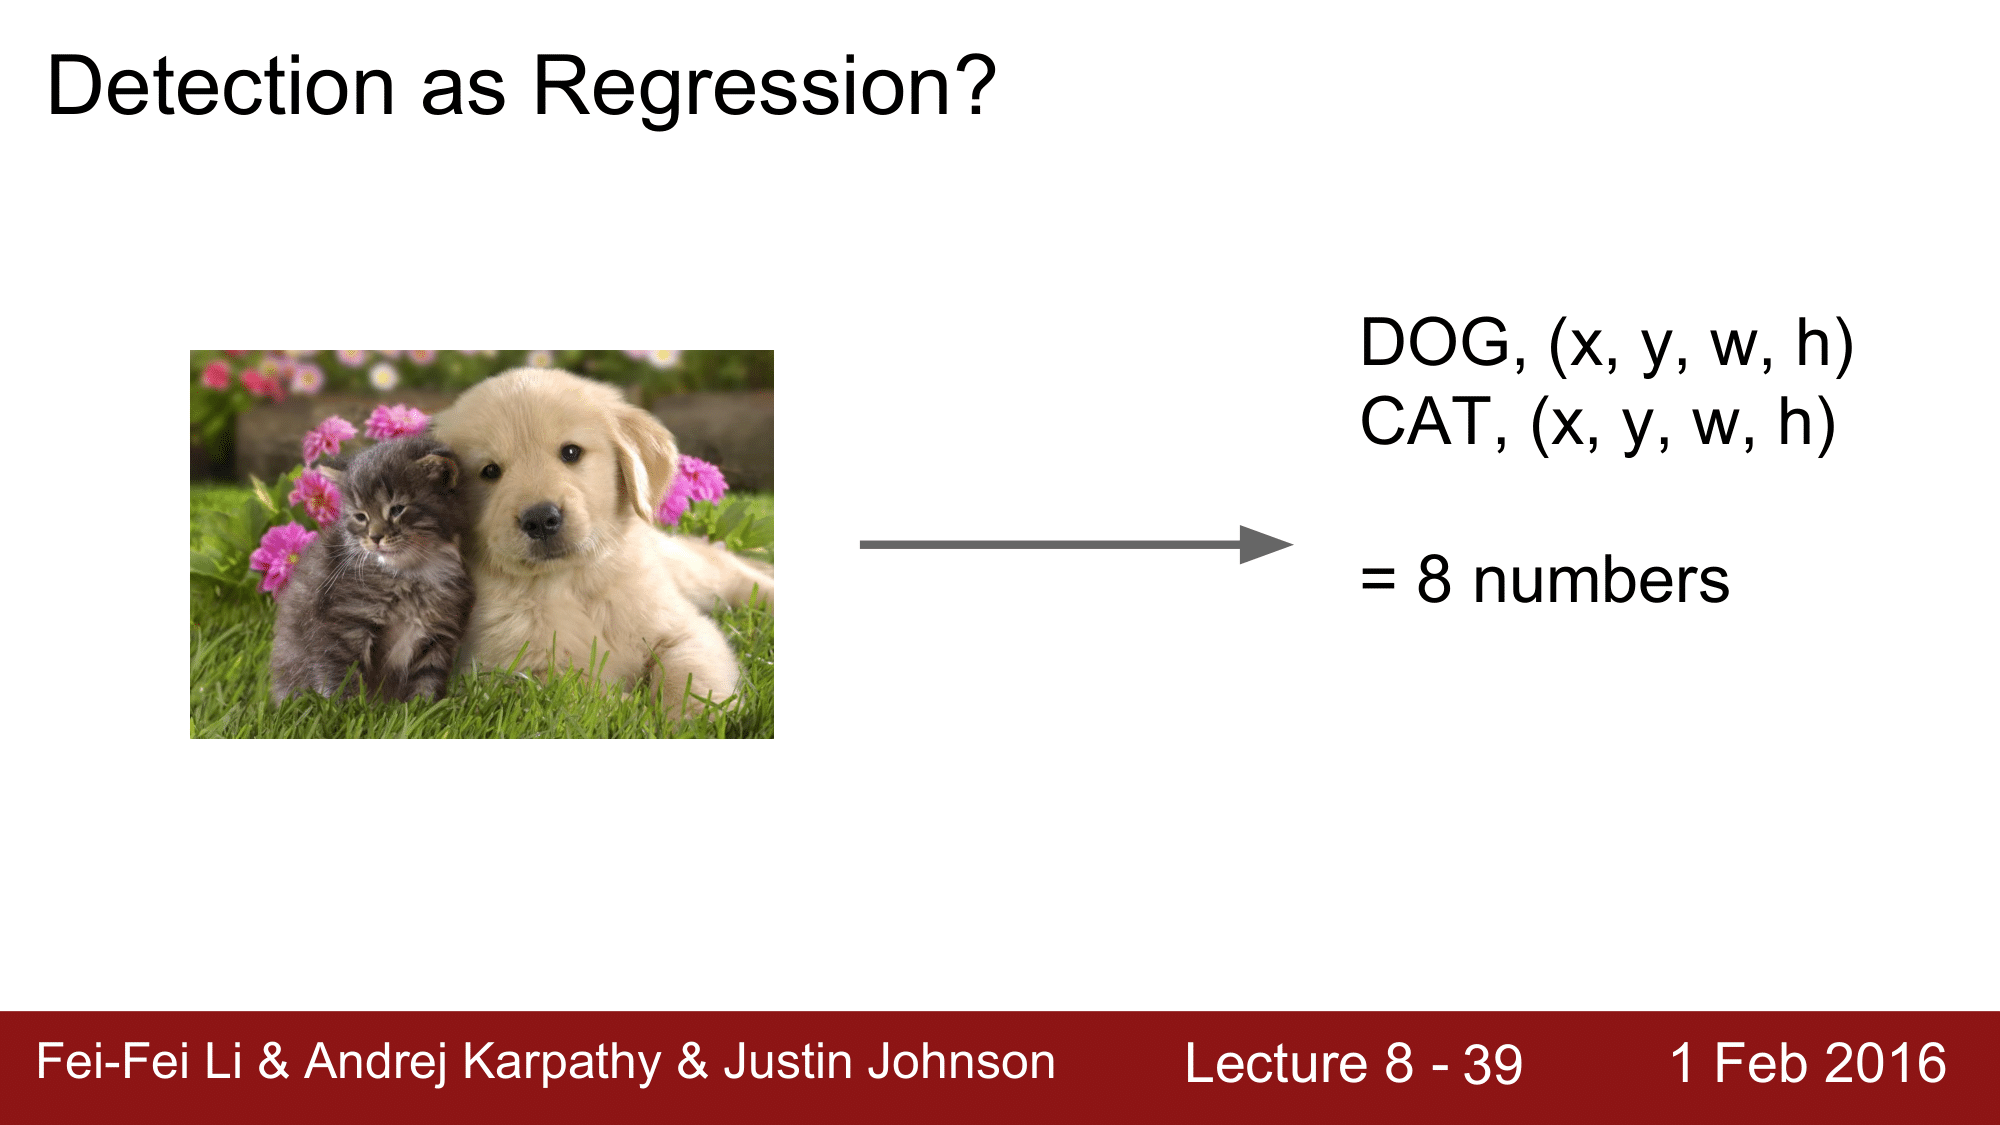 Detection as Regression?
DOG, (x, y, w, h)
CAT, (x, y, w, h)
= 8 numbers
Fei-Fei Li & Andrej Karpathy & Justin Johnson
Lecture 8 - 39
1 Feb 2016